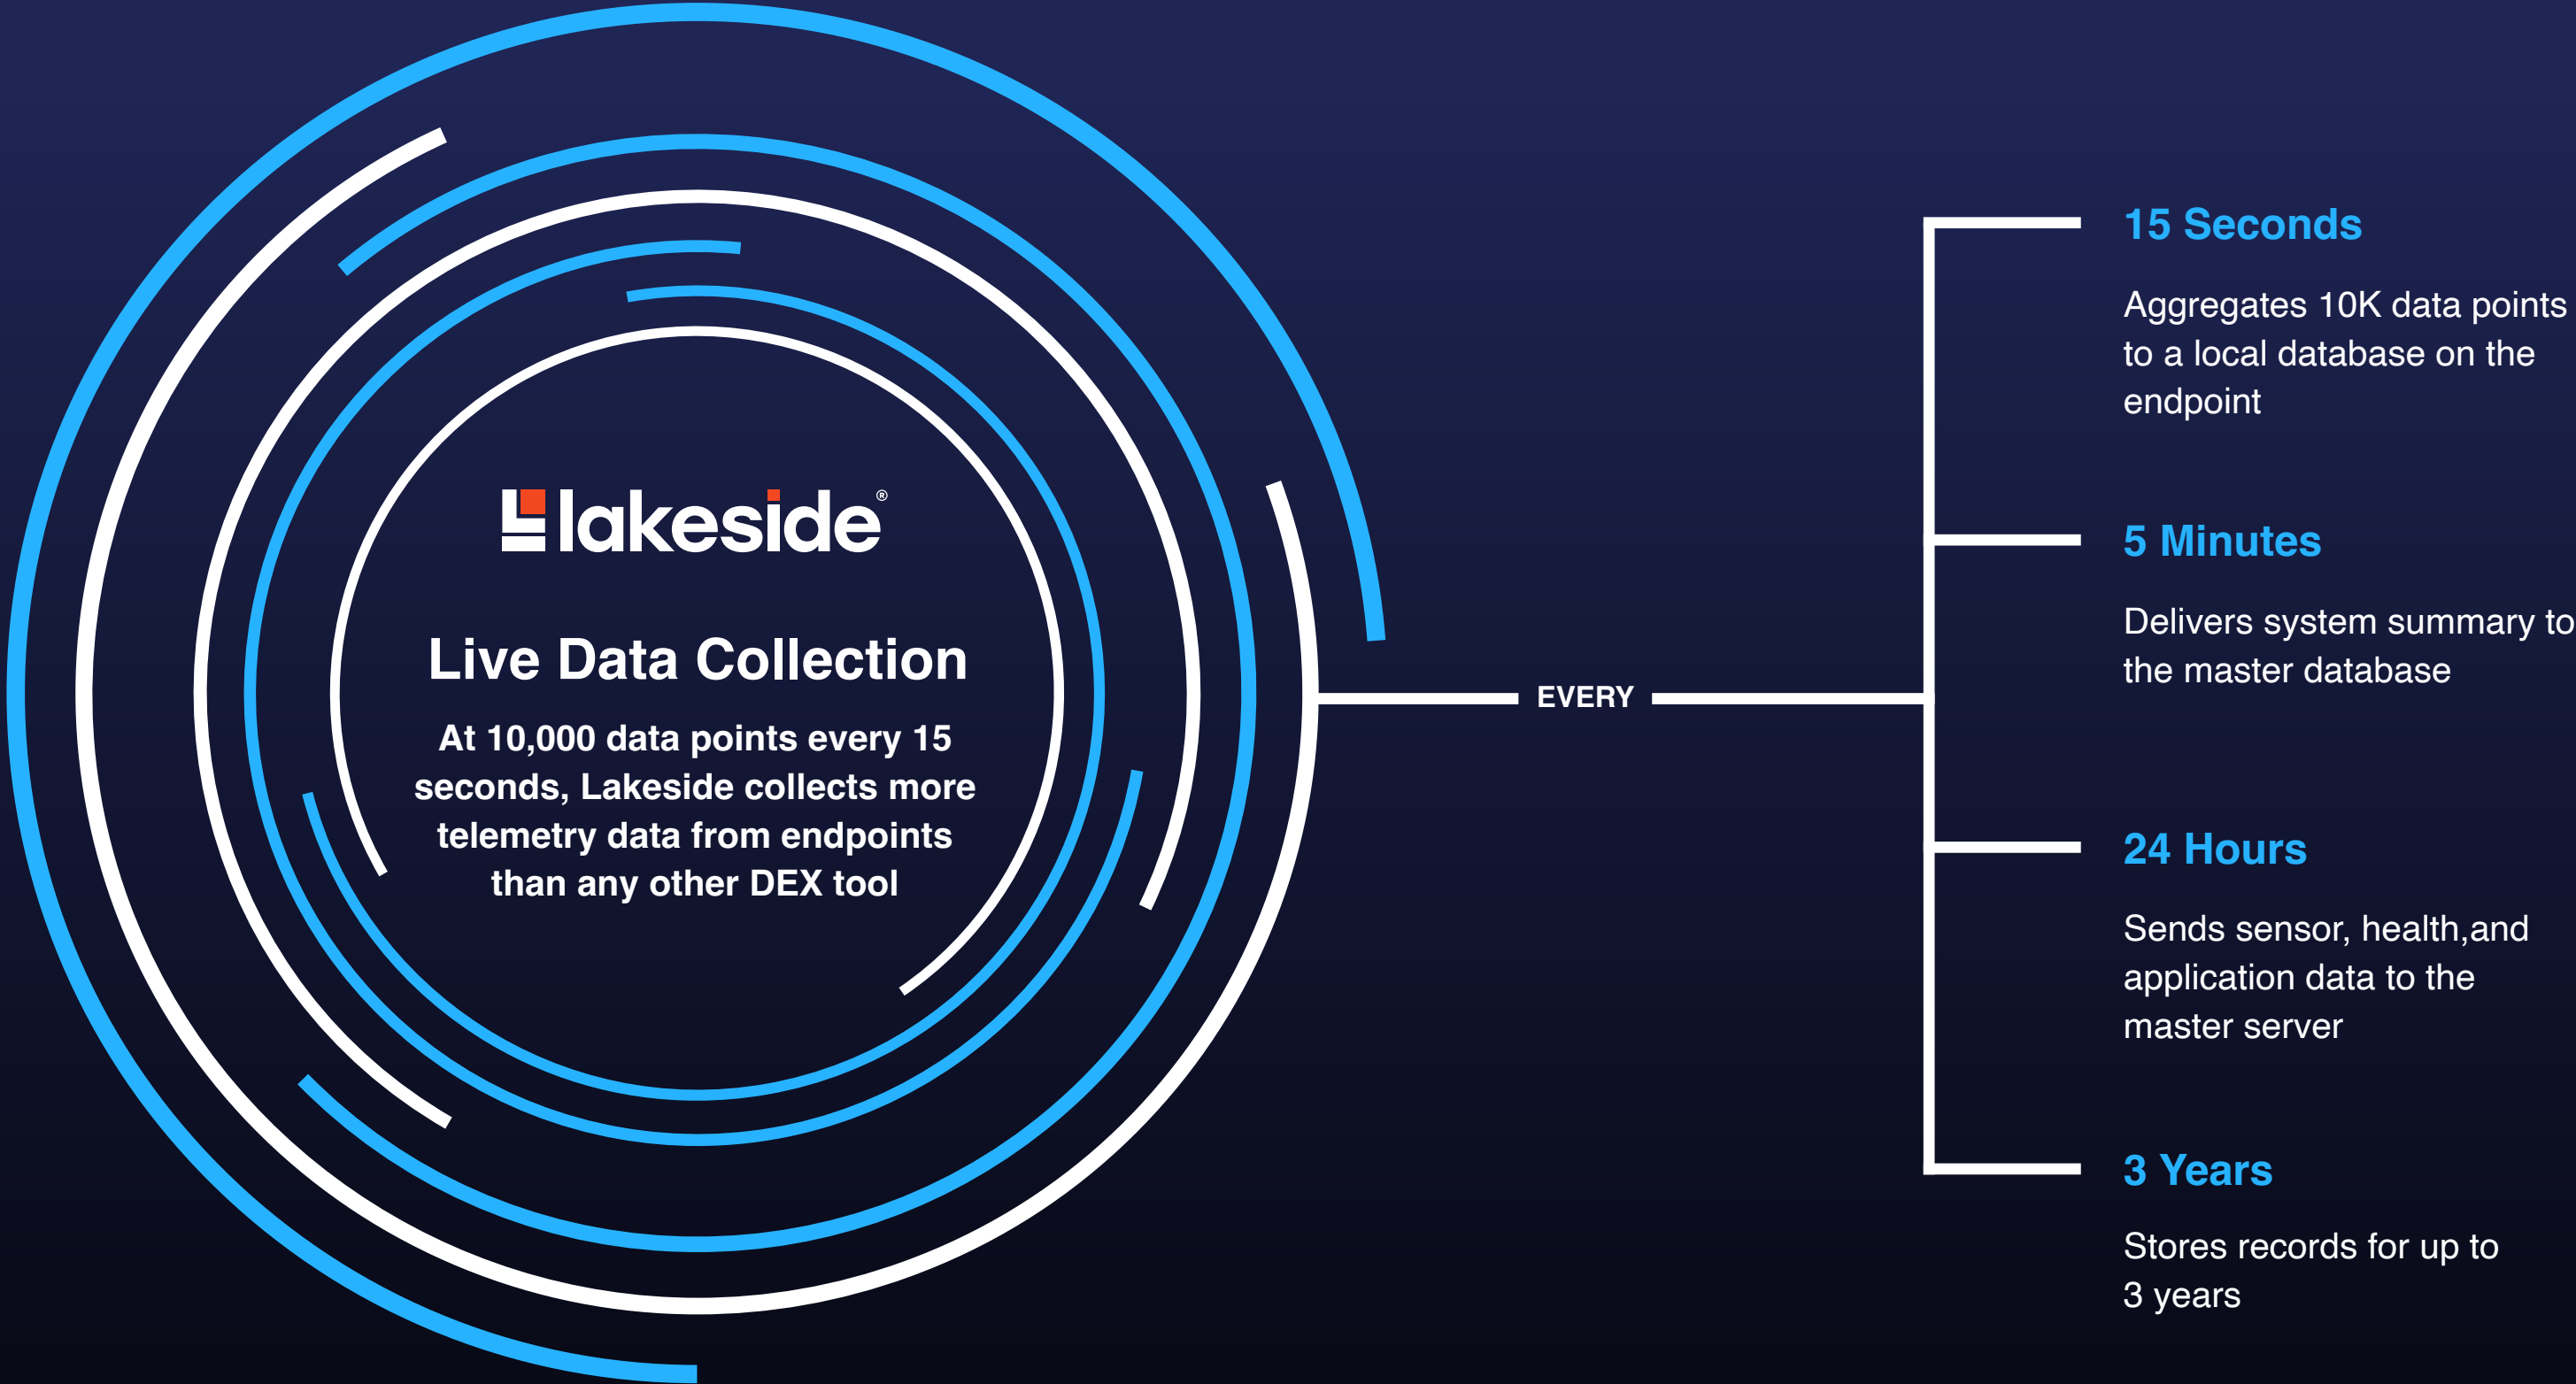 lakeside®
Live Data Collection
At 10,000 data points every 15
seconds, Lakeside collects more
telemetry data from endpoints
than any other DEX tool
EVERY
15 Seconds
Aggregates 10K data points
to a local database on the
endpoint
5 Minutes
Delivers system summary to
the master database
24 Hours
Sends sensor, health,and
application data to the
master server
3 Years
Stores records for up to
3 years